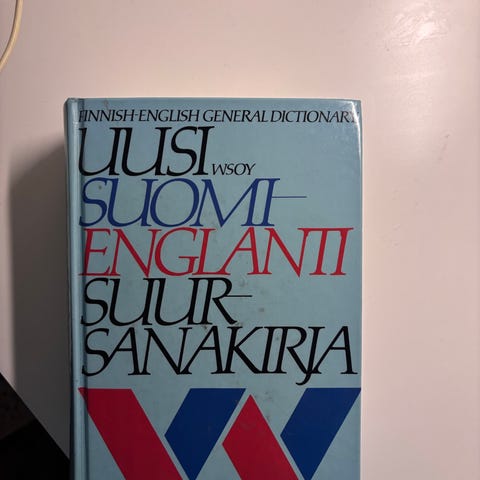 FINNISH-ENGLISH GENERAL DICTIONARY
UUSI WSOY
SUOMI-
ENGLANTI
SUUR-
SANAKIRJA